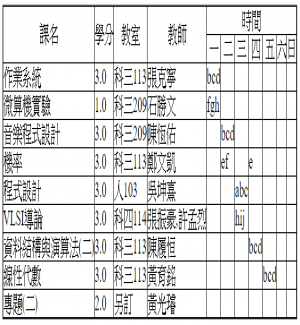 課名 學分 教室 教師 時間
一 二 三 四 五 六 日
作業系統 3.0 科三113 張克寧 bcd
微算機實驗 1.0 科三209 石勝文 fgh
音樂程式設計 3.0 科三209 陳恆佑 bcd
機率 3.0 科三113 鄭文凱 ef e
程式設計 3.0 人103 吳坤熹 abc
VLSI導論 3.0 科四114 張振豪.許孟烈 hij
資料結構與演算法(二) 3.0 科三113 陳履恒 bcd
線性代數 3.0 科三113 黃育銘 bcd
專題(二) 2.0 另訂 黃光璿